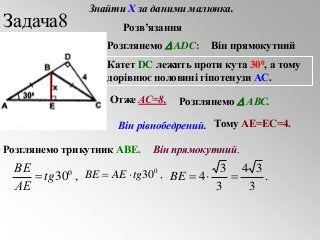 Знайти X за даними малюнка.
Задача8
Розв’язання
B
30⁰
x
A
E
C
D
Розглянемо △ADC: Він прямокутний
Катет DC лежить проти кута 30⁰, а тому
дорівнює половині гіпотенузи AC.
Отже AC=8. Розглянемо △ABC.
Він рівнобедрений. Тому AE=EC=4.
Розглянемо трикутник ABE. Він прямокутний.
BE/AE = tg30⁰, BE = AE · tg30⁰, BE = 4 · √3/3 = 4√3/3.